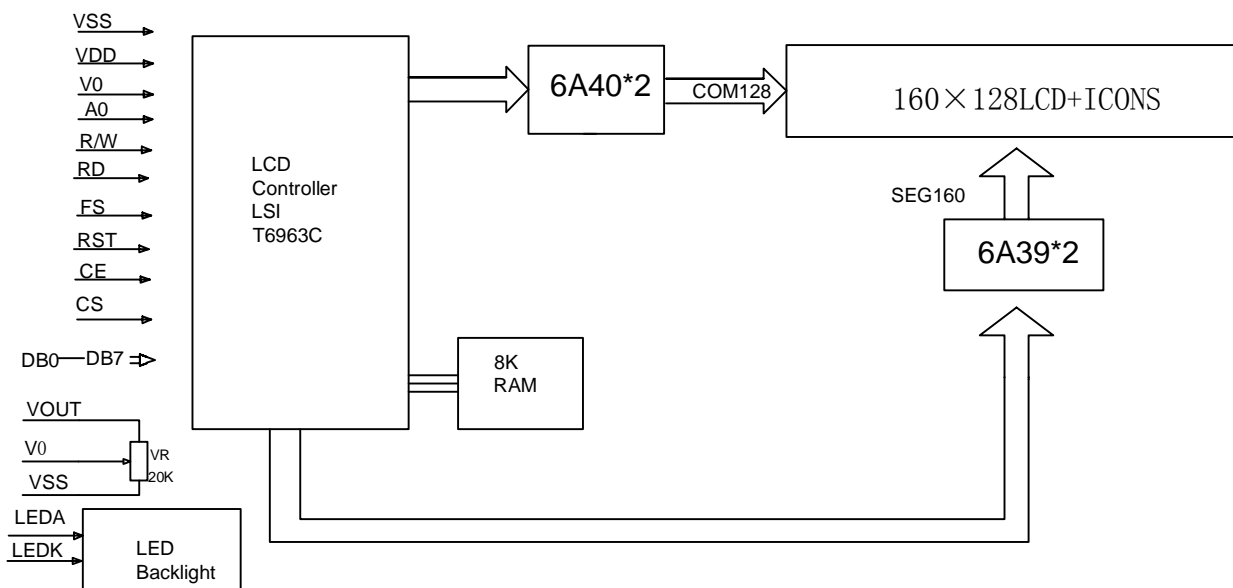 VSS
VDD
V0
A0
R/W
RD
FS
RST
CE
CS
DB0 DB7
VOUT
V0
VR
20K
VSS
LEDA
LEDK
LED
Backlight
LCD
Controller
LSI
T6963C
8K
RAM
6A40*2
COM128
160×128LCD+ICONS
SEG160
6A39*2